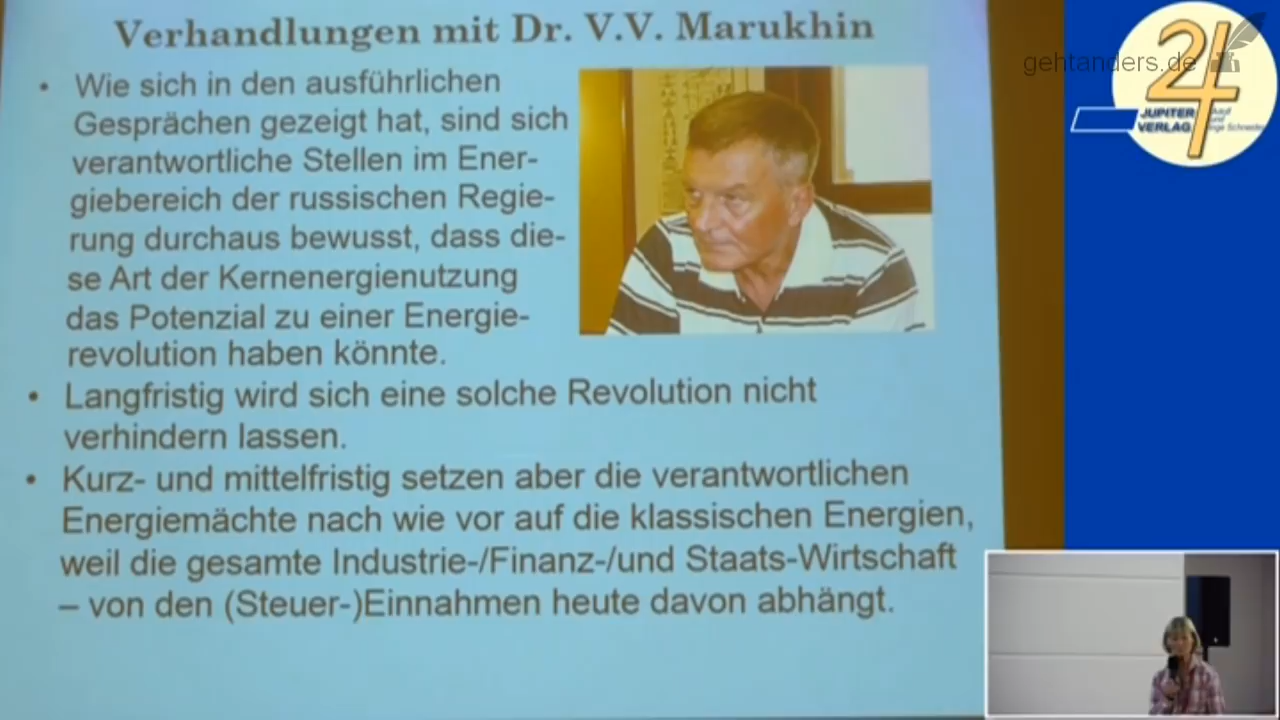 Verhandlungen mit Dr. V.V. Marukhin
• Wie sich in den ausführlichen
Gesprächen gezeigt hat, sind sich
verantwortliche Stellen im Ener-
giebereich der russischen Regie-
rung durchaus bewusst, dass die-
se Art der Kernenergienutzung
das Potenzial zu einer Energie-
revolution haben könnte.
• Langfristig wird sich eine solche Revolution nicht
verhindern lassen.
• Kurz- und mittelfristig setzen aber die verantwortlichen
Energiemächte nach wie vor auf die klassischen Energien,
weil die gesamte Industrie-/Finanz-/und Staats-Wirtschaft
– von den (Steuer-)Einnahmen heute davon abhängt.
gehtanders.de
JUPITER
VERLAG